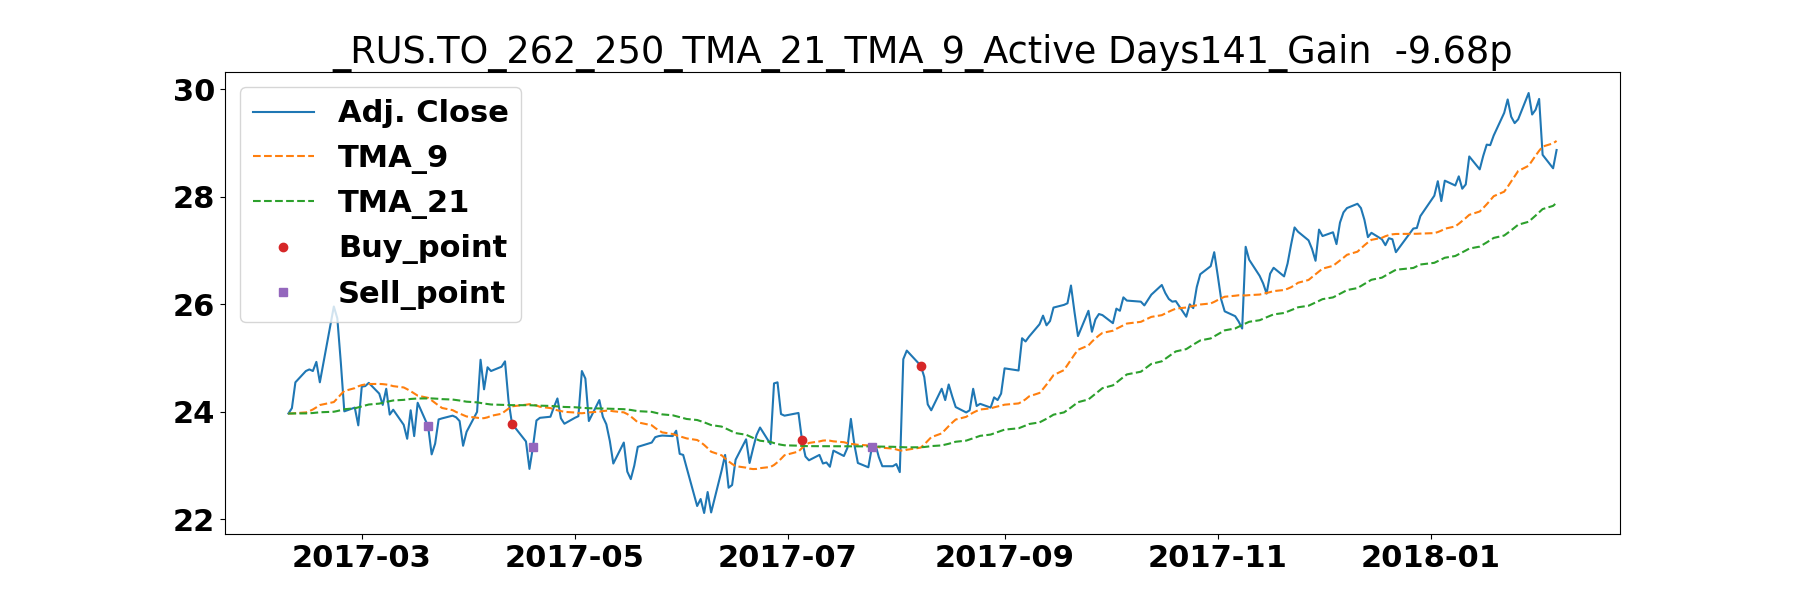 _RUS.TO_262_250_TMA_21_TMA_9_Active Days141_Gain  -9.68p
30
28
26
24
22
Adj. Close
TMA_9
TMA_21
Buy_point
Sell_point
2017-03
2017-05
2017-07
2017-09
2017-11
2018-01